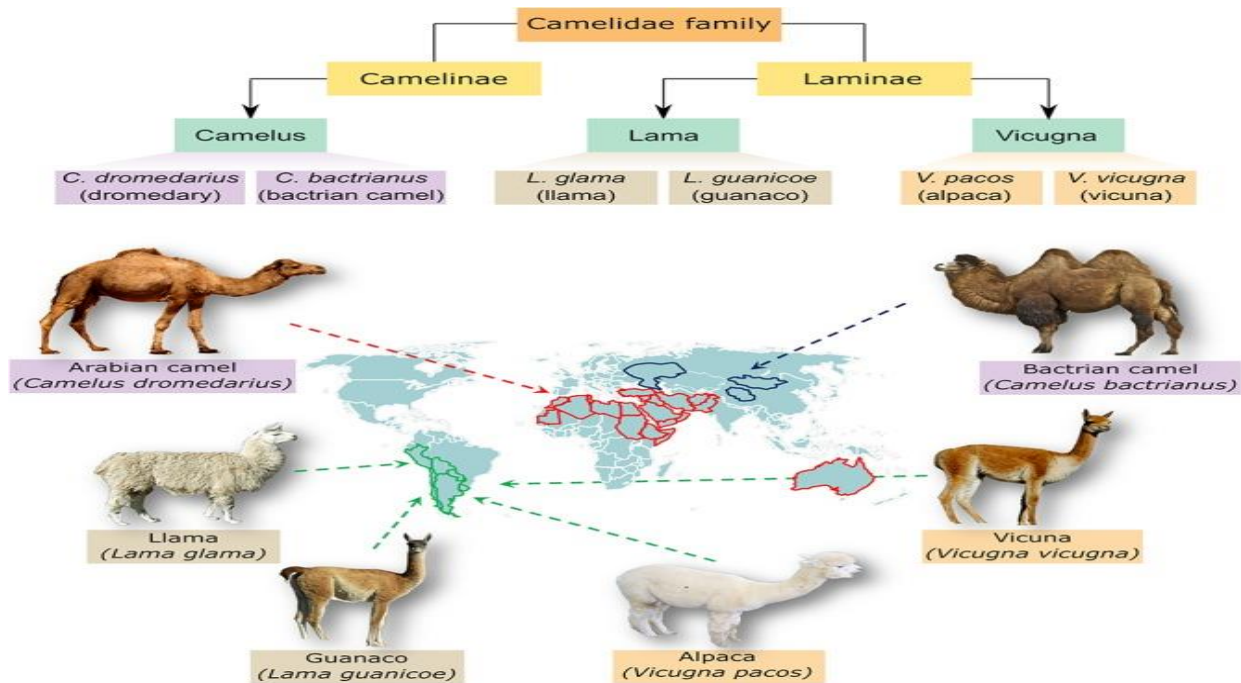 Camelidae family
Camelinae
Laminae
Camelus
Lama
Vicugna
C. dromedarius
(dromedary)
C. bactrianus
(bactrian camel)
L. glama
(llama)
L. guanicoe
(guanaco)
V. pacos
(alpaca)
V. vicugna
(vicuna)
Arabian camel
(Camelus dromedarius)
Bactrian camel
(Camelus bactrianus)
Llama
(Lama glama)
Vicuna
(Vicugna vicugna)
Guanaco
(Lama guanicoe)
Alpaca
(Vicugna pacos)